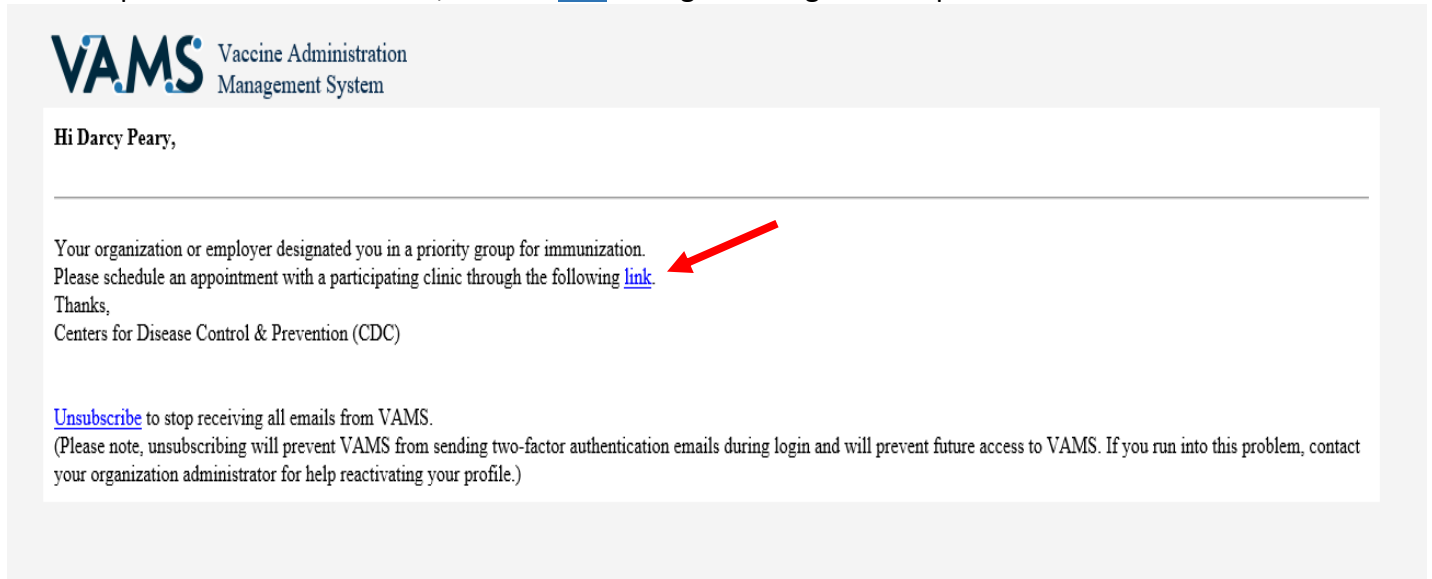 VAMS Vaccine Administration
Management System
Hi Darcy Peary,
Your organization or employer designated you in a priority group for immunization.
Please schedule an appointment with a participating clinic through the following link.
Thanks,
Centers for Disease Control & Prevention (CDC)
Unsubscribe to stop receiving all emails from VAMS.
(Please note, unsubscribing will prevent VAMS from sending two-factor authentication emails during login and will prevent future access to VAMS. If you run into this problem, contact
your organization administrator for help reactivating your profile.)